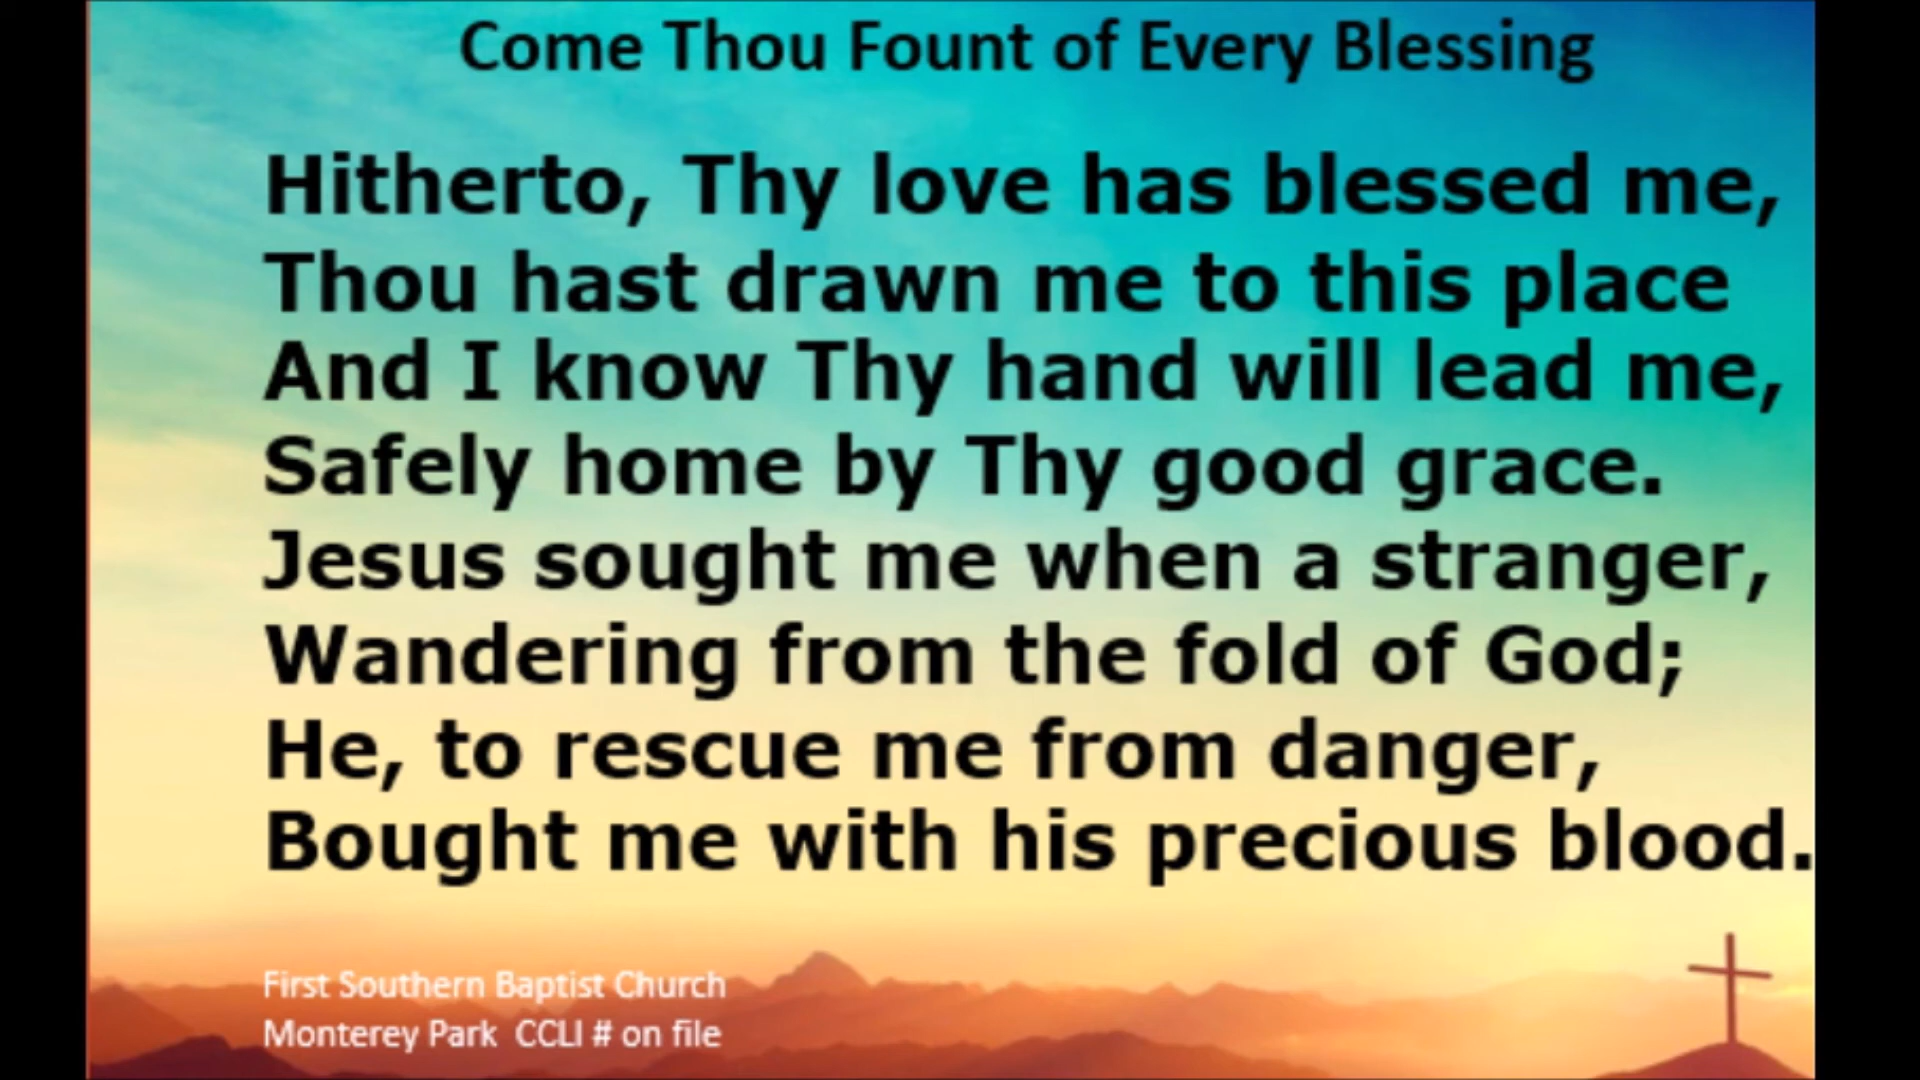 Come Thou Fount of Every Blessing
Hitherto, Thy love has blessed me,
Thou hast drawn me to this place
And I know Thy hand will lead me,
Safely home by Thy good grace.
Jesus sought me when a stranger,
Wandering from the fold of God;
He, to rescue me from danger,
Bought me with his precious blood.
First Southern Baptist Church
Monterey Park CCLI # on file